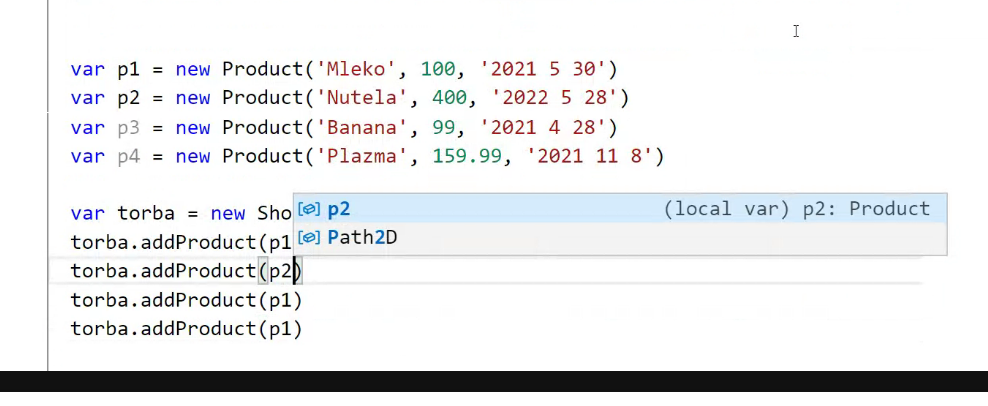 var p1 = new Product('Mleko', 100, '2021 5 30')
var p2 = new Product('Nutela', 400, '2022 5 28')
var p3 = new Product('Banana', 99, '2021 4 28')
var p4 = new Product('Plazma', 159.99, '2021 11 8')
var torba = new Sho
p2 (local var) p2: Product
torba.addProduct(p1
Path2D
torba.addProduct(p2)
torba.addProduct(p1)
torba.addProduct(p1)